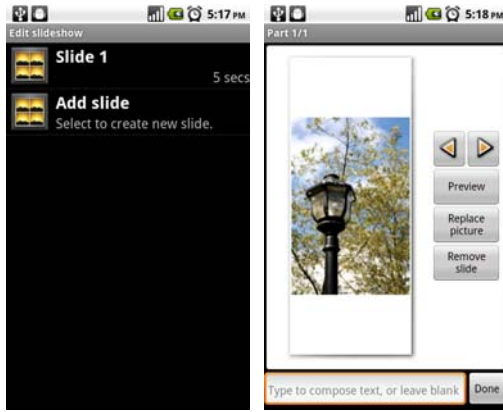 5:17 PM
Edit slideshow
Slide 1
5 secs
Add slide
Select to create new slide.
5:18 PM
Part 1/1
Preview
Replace
picture
Remove
slide
Type to compose text, or leave blank
Done